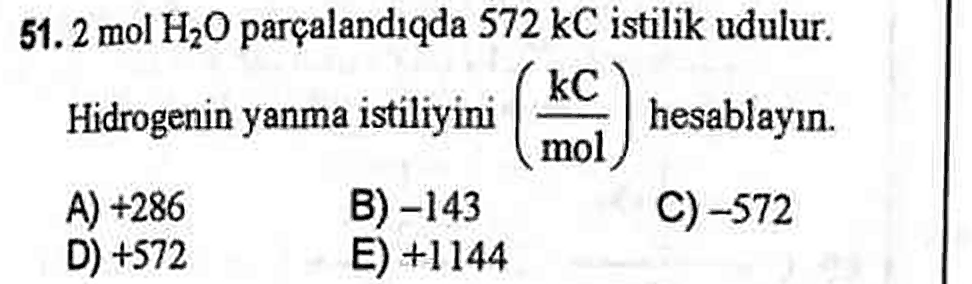 51. 2 mol H₂O parçalandıqda 572 kC istilik udulur.
Hidrogenin yanma istiliyini (kC/mol) hesablayın.
A) +286 B) –143 C) –572
D) +572 E) +1144